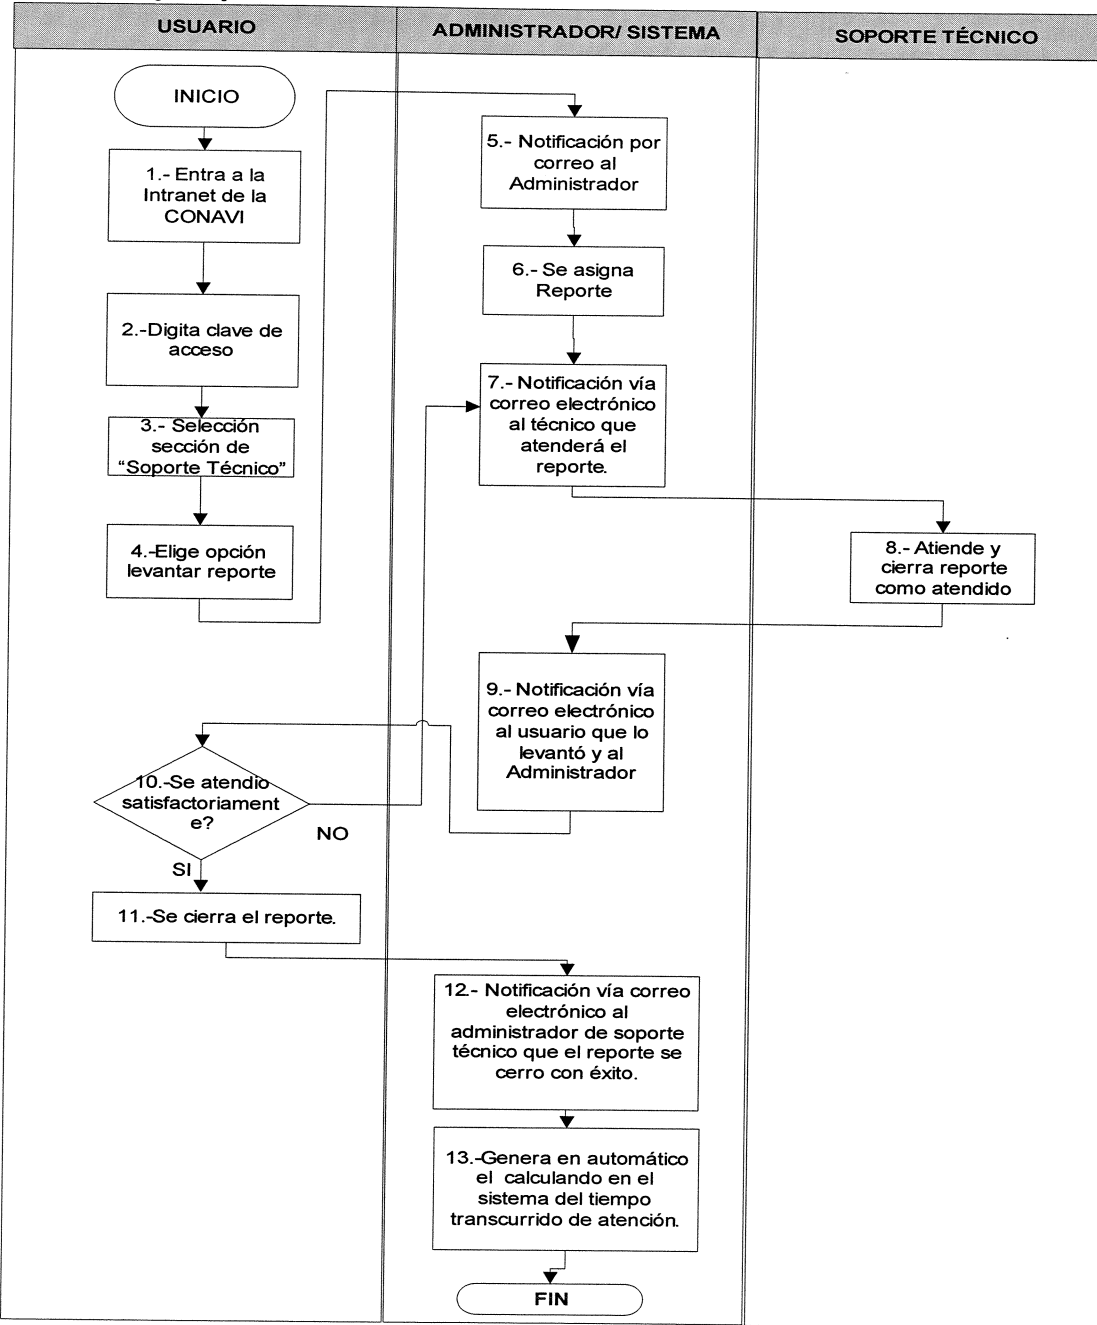 USUARIO
ADMINISTRADOR/ SISTEMA
SOPORTE TÉCNICO
INICIO
1.- Entra a la
Intranet de la
CONAVI
2.-Digita clave de
acceso
3.- Selección
sección de
“Soporte Técnico”
4.-Elige opción
levantar reporte
5.- Notificación por
correo al
Administrador
6.- Se asigna
Reporte
7.- Notificación vía
correo electrónico
al técnico que
atenderá el
reporte.
8.- Atiende y
cierra reporte
como atendido
9.- Notificación vía
correo electrónico
al usuario que lo
levantó y al
Administrador
10.-Se atendio
satisfactoriament
e?
NO
SI
11.-Se cierra el reporte.
12.- Notificación vía correo
electrónico al
administrador de soporte
técnico que el reporte se
cerro con éxito.
13.-Genera en automático
el calculando en el
sistema del tiempo
transcurrido de atención.
FIN